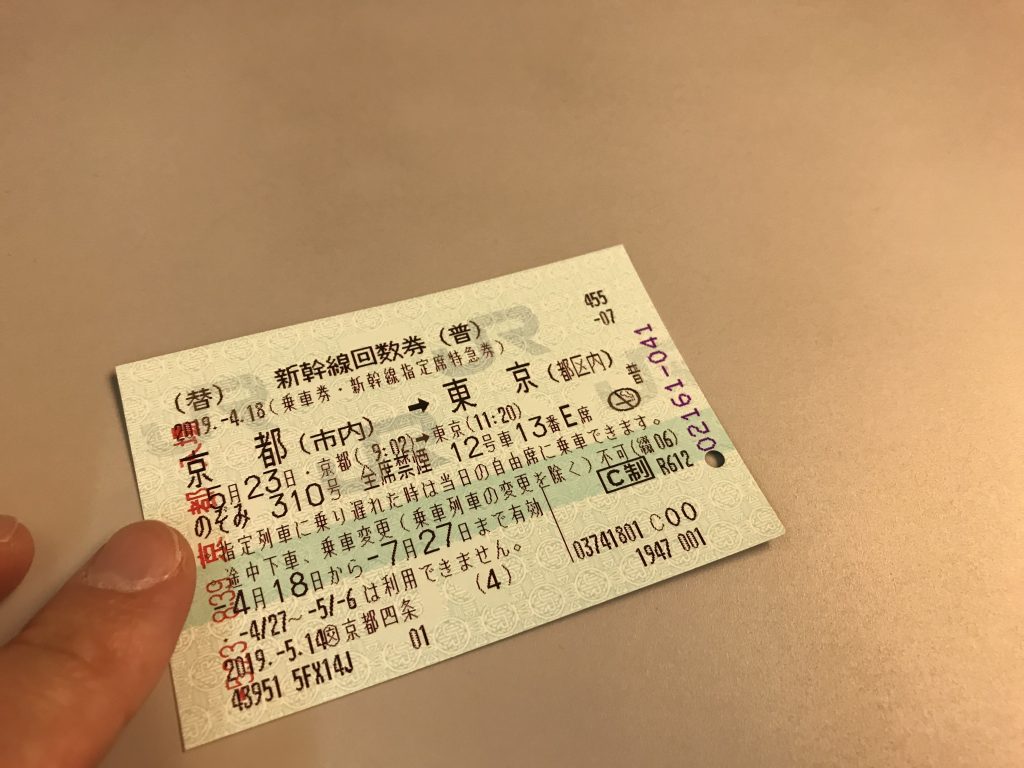 455
-07
新幹線回数券(普)
(替)
2019.-4.18(乗車券・新幹線指定席特急券)
京都(市内)➡東京(都区内)
普
5月23日・京都(9:02)→東京(11:20)
のぞみ 310号 全席禁煙 12号車13番E席
指定列車に乗り遅れた時は当日の自由席に乗車できます。
途中下車、乗車変更(乗車列車の変更を除く)不可(綴06)
-4月18日から-7月27日まで有効
C制 R612
・-4/27~-5/-6は利用できません。
03741801 C00
1947 001
2019.-5.14㋛京都四条 (4)
43951 5FX14J 01
002161-041